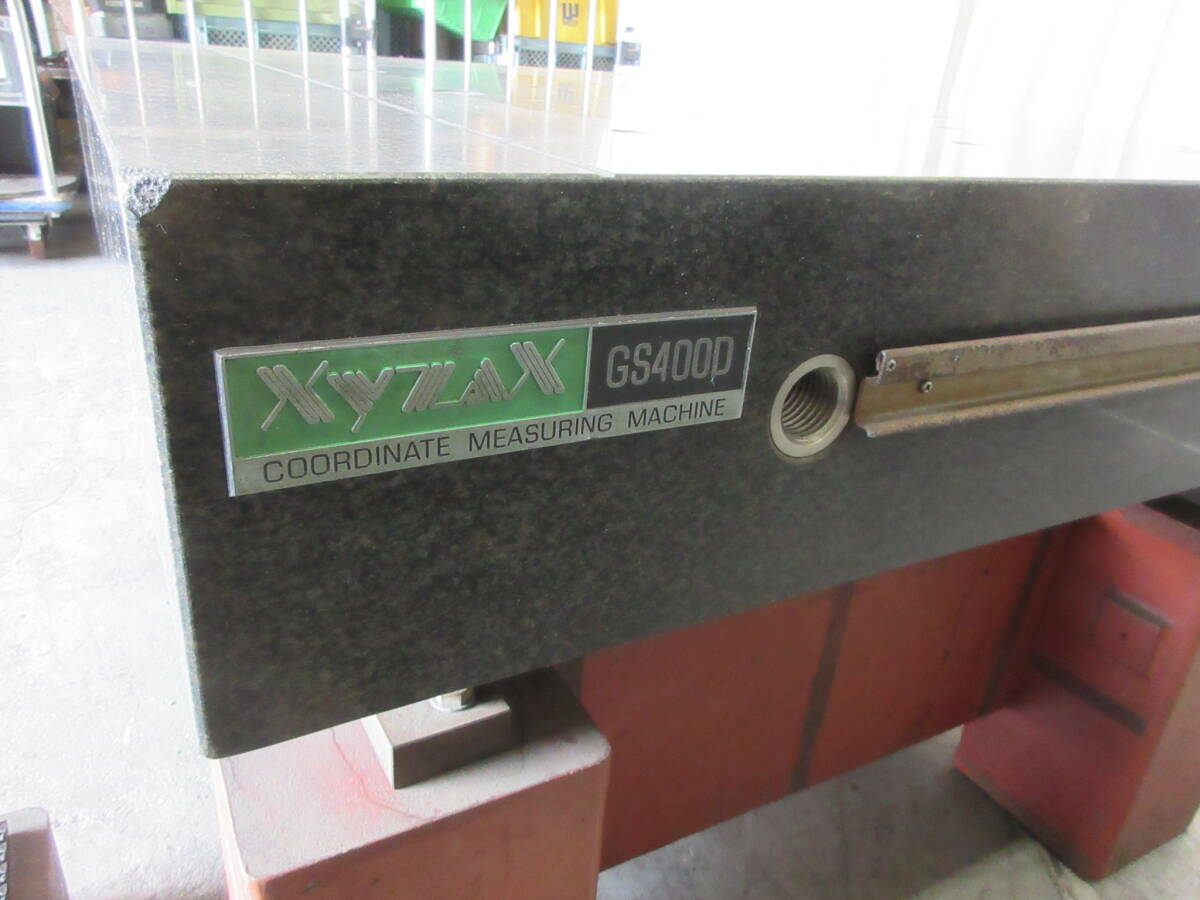 XYZAX
GS400D
COORDINATE MEASURING MACHINE